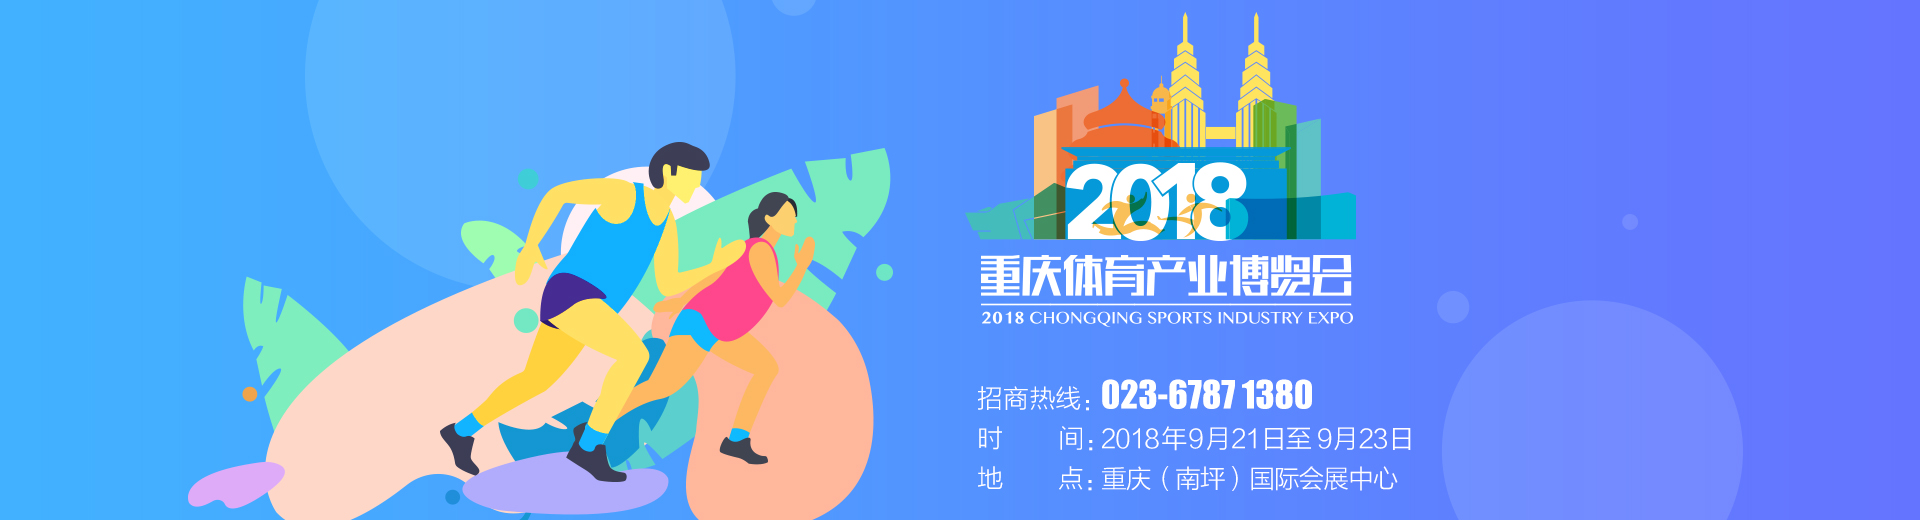 2018
重庆体育产业博览会
2018 CHONGQING SPORTS INDUSTRY EXPO
招商热线: 023-6787 1380
时 间: 2018年9月21日至 9月23日
地 点: 重庆（南坪）国际会展中心